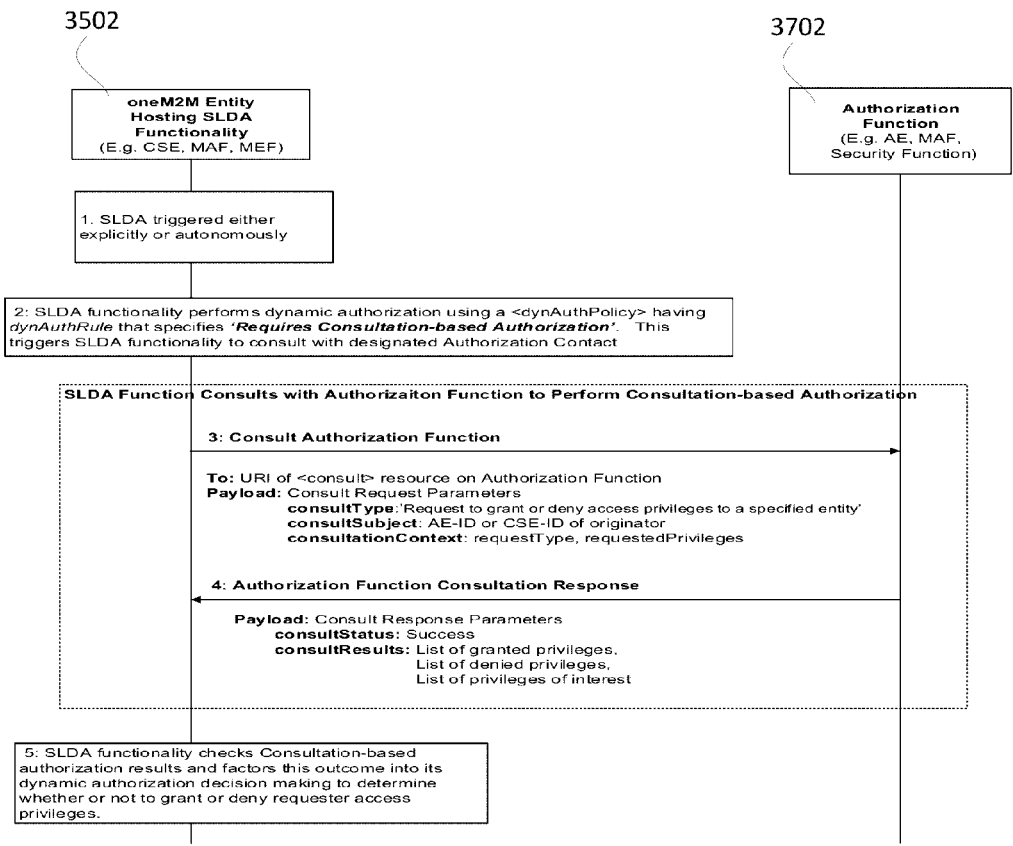 3502
3702
oneM2M Entity
Hosting SLDA
Functionality
(E.g. CSE, MAF, MEF)
Authorization
Function
(E.g. AE, MAF,
Security Function)
1. SLDA triggered either
explicitly or autonomously
2: SLDA functionality performs dynamic authorization using a <dynAuthPolicy> having
dynAuthRule that specifies 'Requires Consultation-based Authorization'. This
triggers SLDA functionality to consult with designated Authorization Contact
SLDA Function Consults with Authorizaiton Function to Perform Consultation-based Authorization
3: Consult Authorization Function
To: URI of <consult> resource on Authorization Function
Payload: Consult Request Parameters
consultType:'Request to grant or deny access privileges to a specified entity'
consultSubject: AE-ID or CSE-ID of originator
consultationContext: requestType, requestedPrivileges
4: Authorization Function Consultation Response
Payload: Consult Response Parameters
consultStatus: Success
consultResults: List of granted privileges,
List of denied privileges,
List of privileges of interest
5: SLDA functionality checks Consultation-based
authorization results and factors this outcome into its
dynamic authorization decision making to determine
whether or not to grant or deny requester access
privileges.